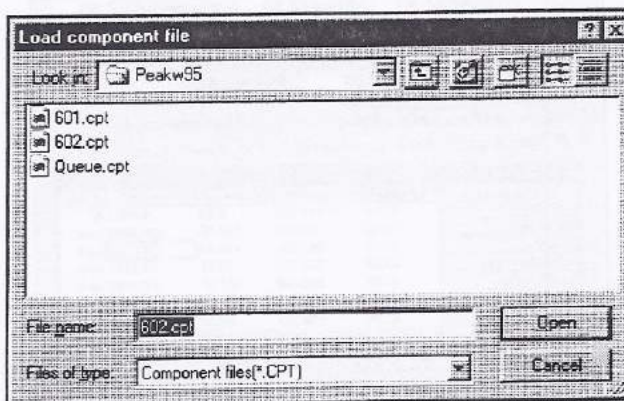 Load component file
Look in: Peakw95
601.cpt
602.cpt
Queue.cpt
File name: 602.cpt Open
Files of type: Component files(*.CPT) Cancel